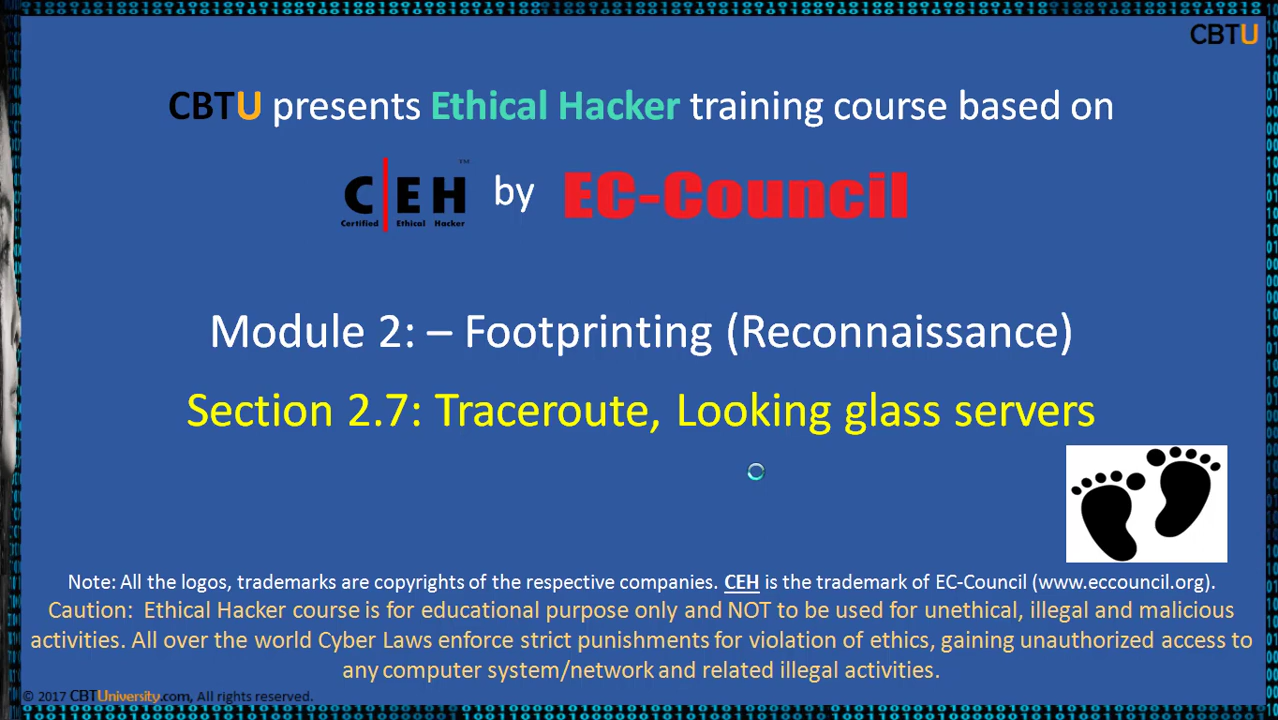 CBTU
CBTU presents Ethical Hacker training course based on
C|EH ™ by EC-Council
Certified Ethical Hacker
Module 2: – Footprinting (Reconnaissance)
Section 2.7: Traceroute, Looking glass servers
Note: All the logos, trademarks are copyrights of the respective companies. CEH is the trademark of EC-Council (www.eccouncil.org).
Caution: Ethical Hacker course is for educational purpose only and NOT to be used for unethical, illegal and malicious
activities. All over the world Cyber Laws enforce strict punishments for violation of ethics, gaining unauthorized access to
any computer system/network and related illegal activities.
© 2017 CBTUniversity.com, All rights reserved.